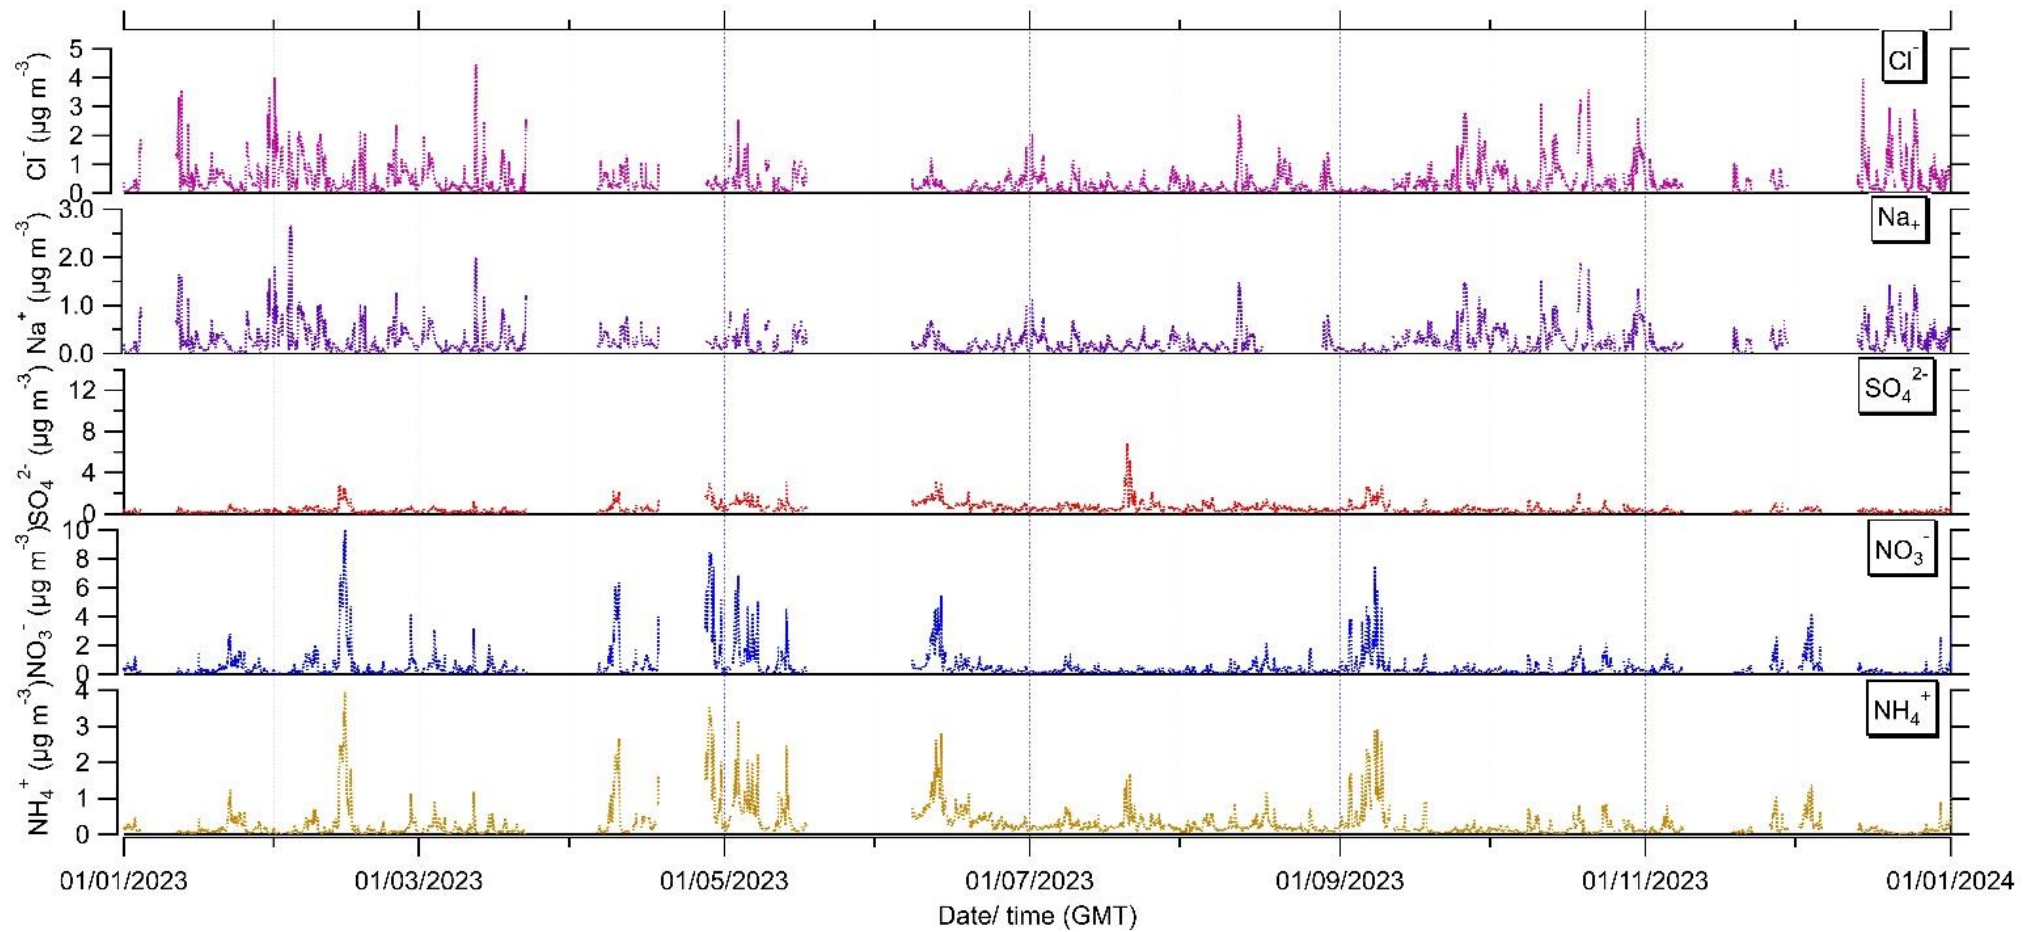 5
4
3
2
1
0
Cl⁻ (µg m⁻³)
Cl⁻
3.0
2.0
1.0
0.0
Na⁺ (µg m⁻³)
Na₊
12
8
4
0
SO₄²⁻ (µg m⁻³)
SO₄²⁻
10
8
6
4
2
0
NO₃⁻ (µg m⁻³)
NO₃⁻
4
3
2
1
0
NH₄⁺ (µg m⁻³)
NH₄⁺
01/01/2023 01/03/2023 01/05/2023 01/07/2023 01/09/2023 01/11/2023 01/01/2024
Date/ time (GMT)